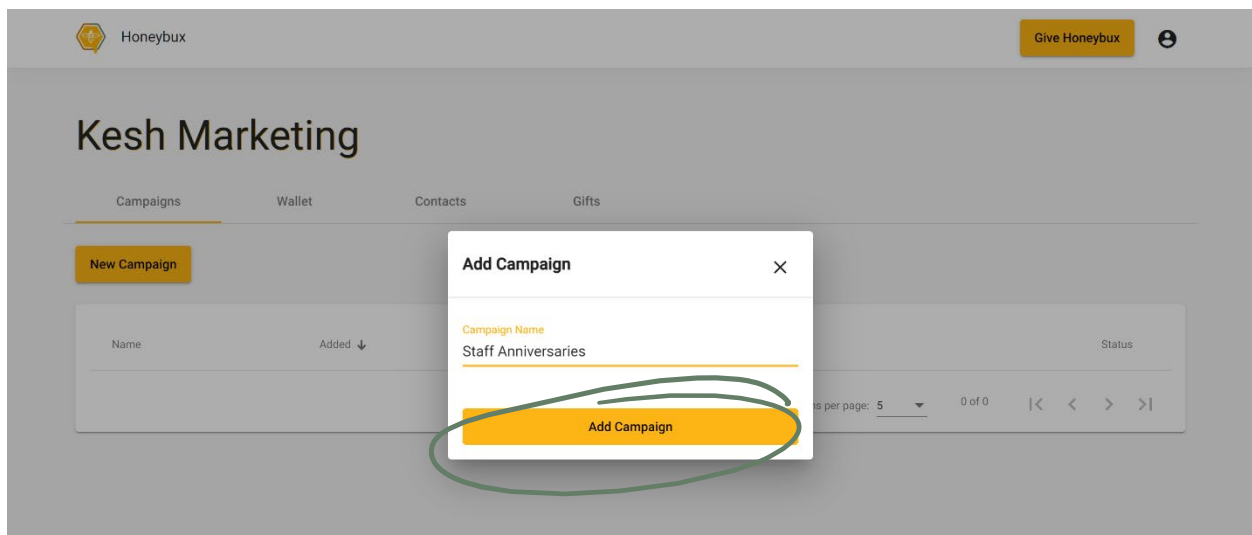 Honeybux
Give Honeybux
Kesh Marketing
Campaigns Wallet Contacts Gifts
New Campaign
Add Campaign
Campaign Name
Staff Anniversaries
Add Campaign
Name Added Status
per page: 5 0 of 0